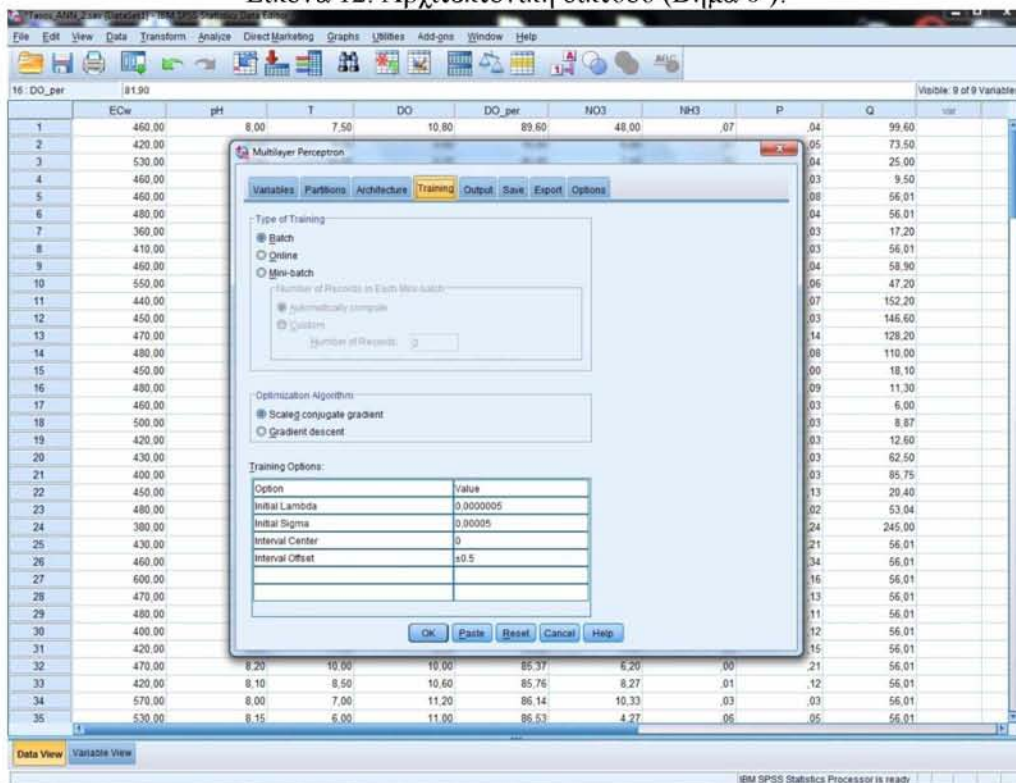 Εικόνα 12: Αρχιτεκτονική δικτύου (Βήμα 6
*Taxos_ANN_2.sav [DataSet1] - IBM SPSS Statistics Data Editor
File Edit View Data Transform Analyze Direct Marketing Graphs Utilities Add-ons Window Help
16 : DO_per 81.90 Visible: 9 of 9 Variables
ECw pH T DO DO_per NO3 NH3 P Q var
1 460,00 8,00 7,50 10,80 89,60 48,00 ,07 ,04 99,60
2 420,00 ,05 73,50
3 530,00 ,04 25,00
4 460,00 ,03 9,50
5 460,00 ,08 56,01
6 480,00 ,04 56,01
7 360,00 ,03 17,20
8 410,00 ,03 56,01
9 460,00 ,04 58,90
10 550,00 ,06 47,20
11 440,00 ,07 152,20
12 450,00 ,03 146,60
13 470,00 ,14 128,20
14 480,00 ,08 110,00
15 450,00 ,00 18,10
16 480,00 ,09 11,30
17 460,00 ,03 6,00
18 500,00 ,03 8,87
19 420,00 ,03 12,60
20 430,00 ,03 62,50
21 400,00 ,03 85,75
22 450,00 ,13 20,40
23 480,00 ,02 53,04
24 380,00 ,24 245,00
25 430,00 ,21 56,01
26 460,00 ,34 56,01
27 600,00 ,16 56,01
28 470,00 ,13 56,01
29 480,00 ,11 56,01
30 400,00 ,12 56,01
31 420,00 ,15 56,01
32 470,00 8,20 10,00 10,00 85,37 6,20 ,00 ,21 56,01
33 420,00 8,10 8,50 10,60 85,76 8,27 ,01 ,12 56,01
34 570,00 8,00 7,00 11,20 86,14 10,33 ,03 ,03 56,01
35 530,00 8,15 6,00 11,00 86,53 4,27 ,06 ,05 56,01
Multilayer Perceptron
Variables Partitions Architecture Training Output Save Export Options
Type of Training
Batch
Online
Mini-batch
Number of Records in Each Mini-batch
Automatically compute
Custom
Number of Records: 0
Optimization Algorithm
Scaled conjugate gradient
Gradient descent
Training Options:
Option Value
Initial Lambda 0,0000005
Initial Sigma 0,00005
Interval Center 0
Interval Offset ±0.5
OK Paste Reset Cancel Help
Data View Variable View
IBM SPSS Statistics Processor is ready